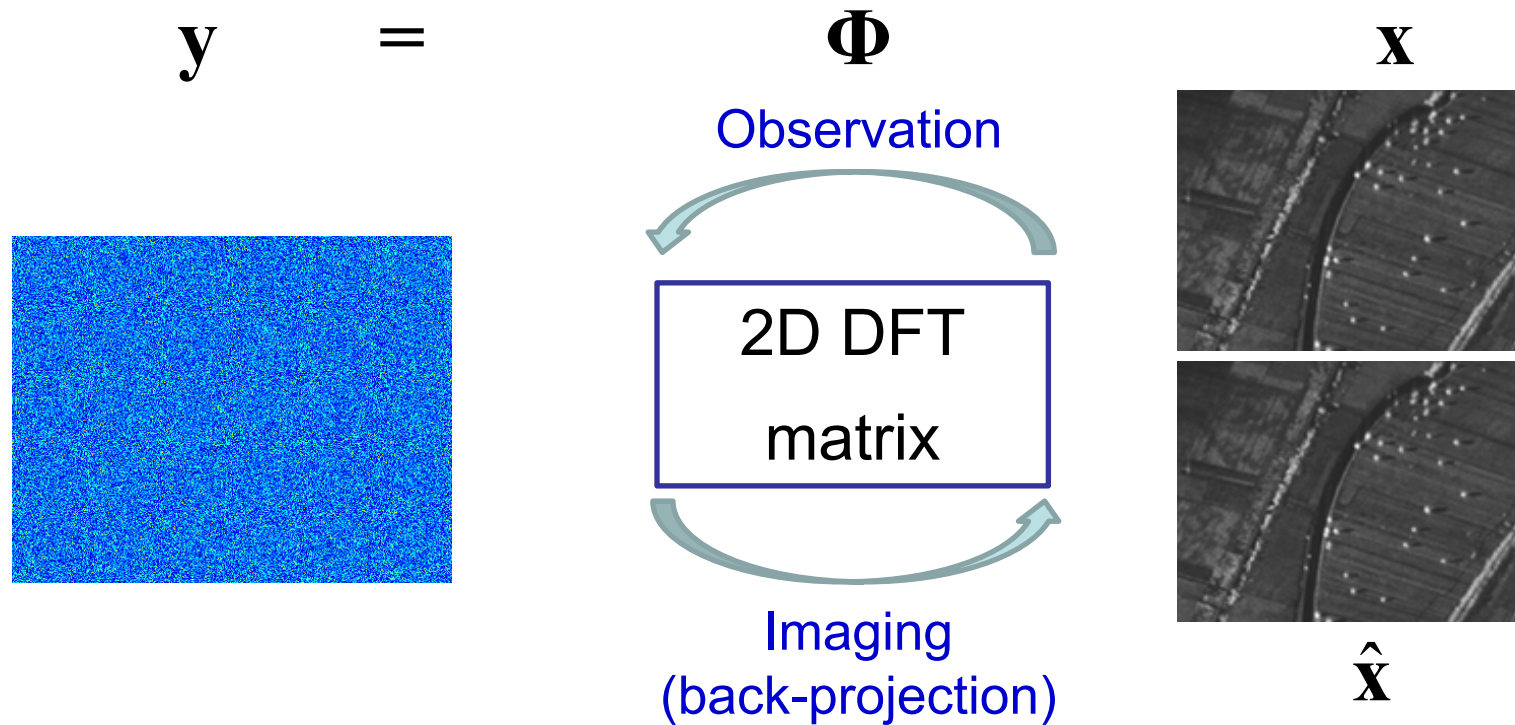 y = Φ x
Observation
2D DFT
matrix
Imaging
(back-projection)
x̂